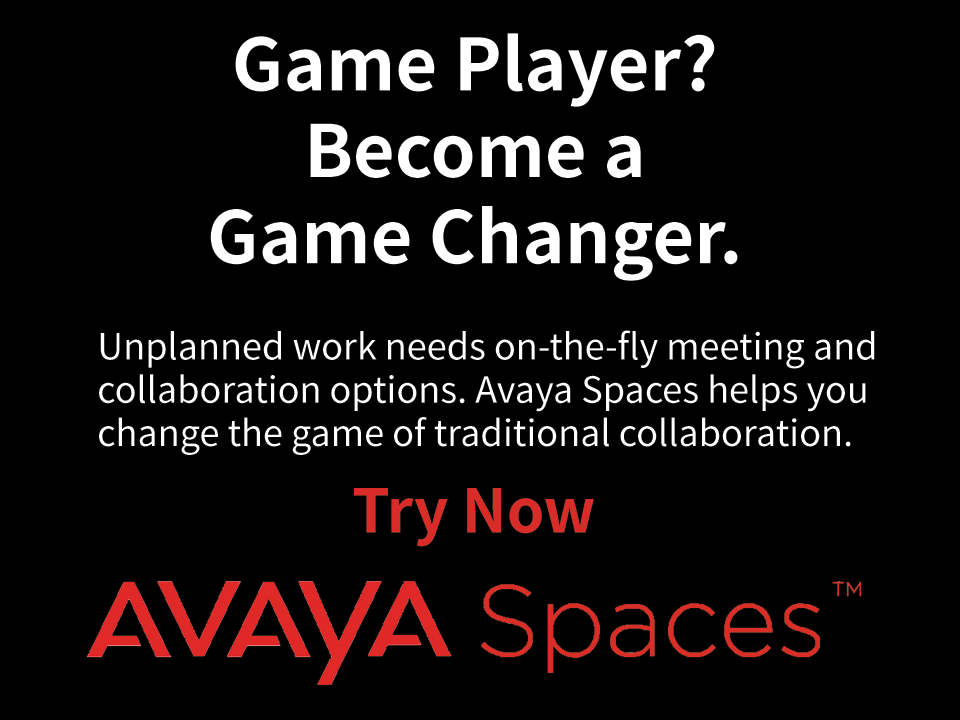 Game Player?
Become a
Game Changer.
Unplanned work needs on-the-fly meeting and
collaboration options. Avaya Spaces helps you
change the game of traditional collaboration.
Try Now
AVAYA Spaces™